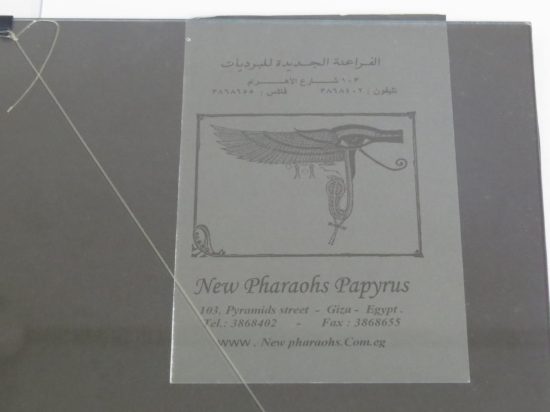 الفراعنة الجديدة للبرديات
١٠٣ شارع الأهرام
تليفون : ٣٨٦٨٤٠٢ فاكس : ٣٨٦٨٦٥٥
New Pharaohs Papyrus
103, Pyramids street - Giza - Egypt .
Tel.: 3868402 - Fax : 3868655
WWW . New pharaohs.Com.eg